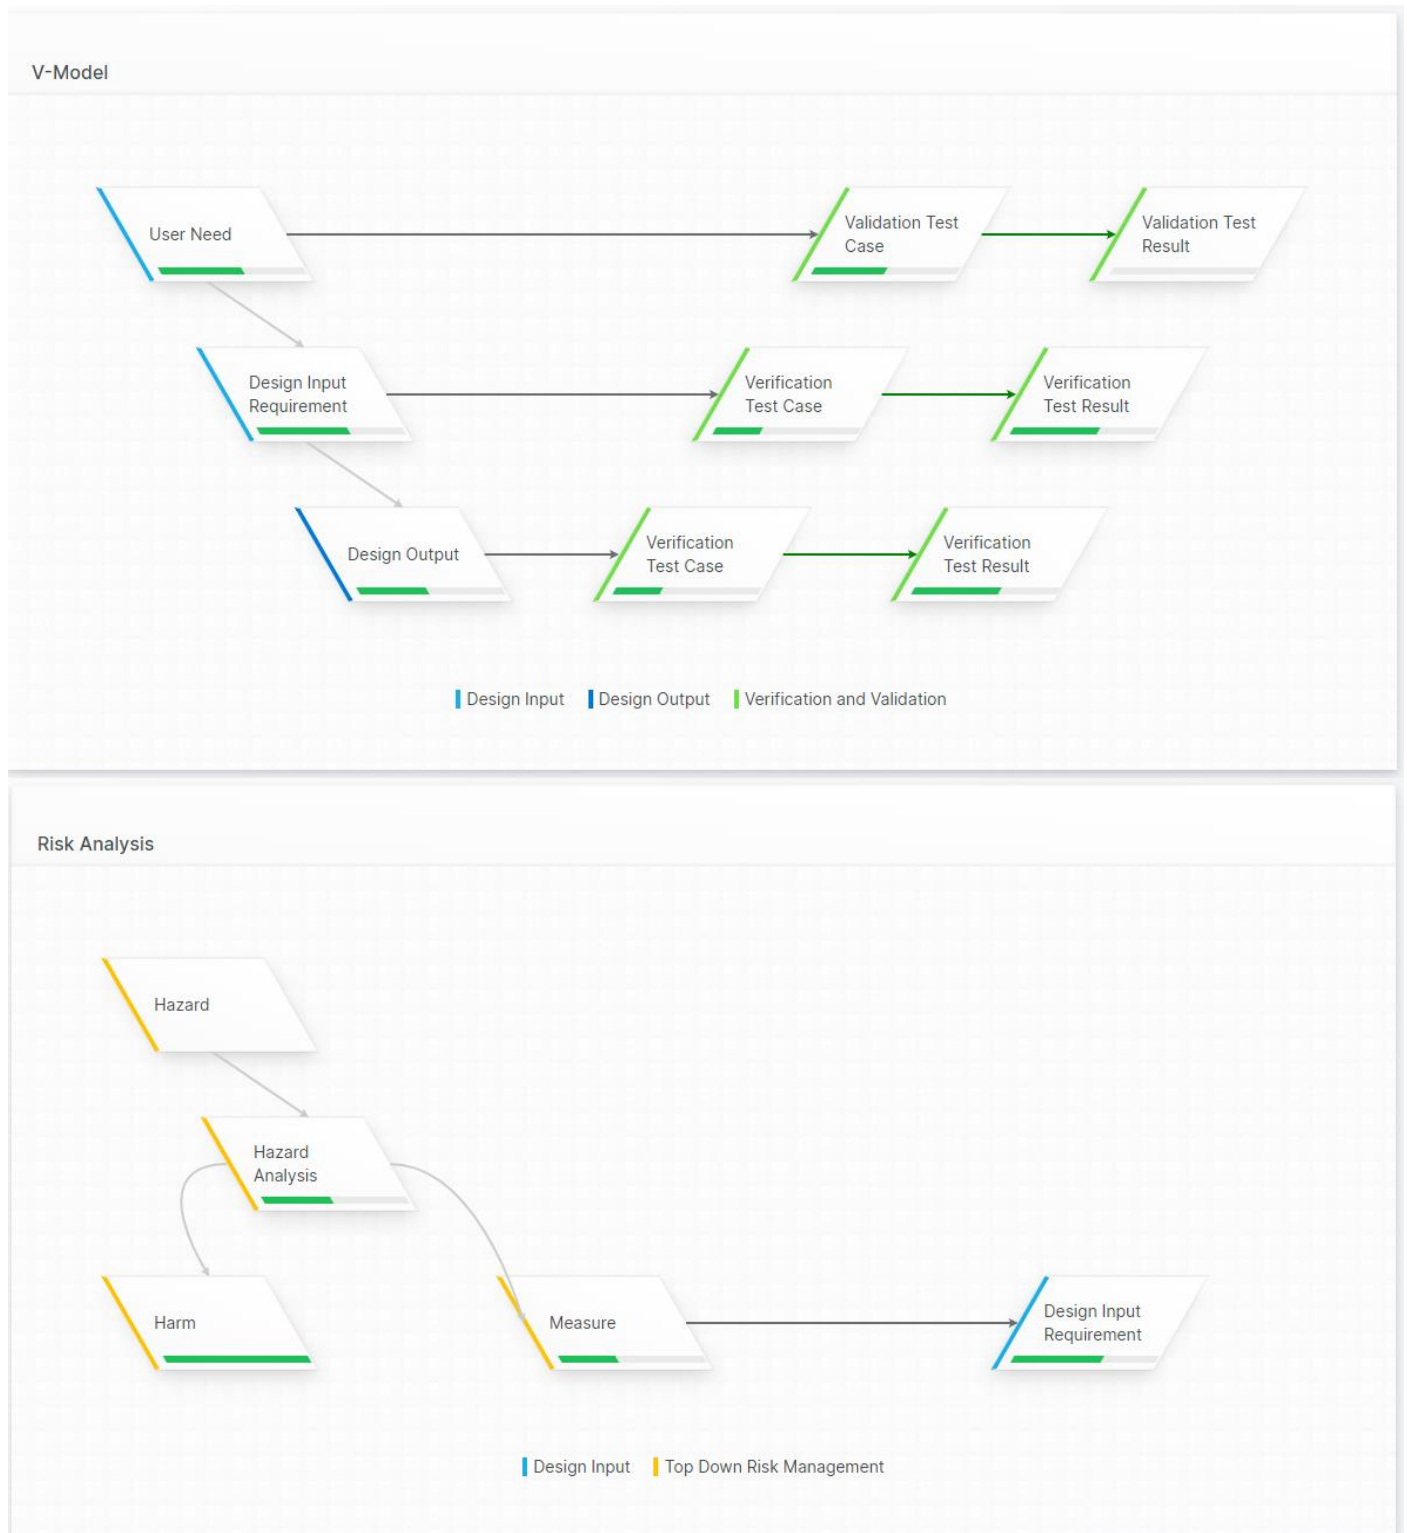 V-Model
User Need
Validation Test
Case
Validation Test
Result
Design Input
Requirement
Verification
Test Case
Verification
Test Result
Design Output
Verification
Test Case
Verification
Test Result
Design Input
Design Output
Verification and Validation
Risk Analysis
Hazard
Hazard
Analysis
Harm
Measure
Design Input
Requirement
Design Input
Top Down Risk Management